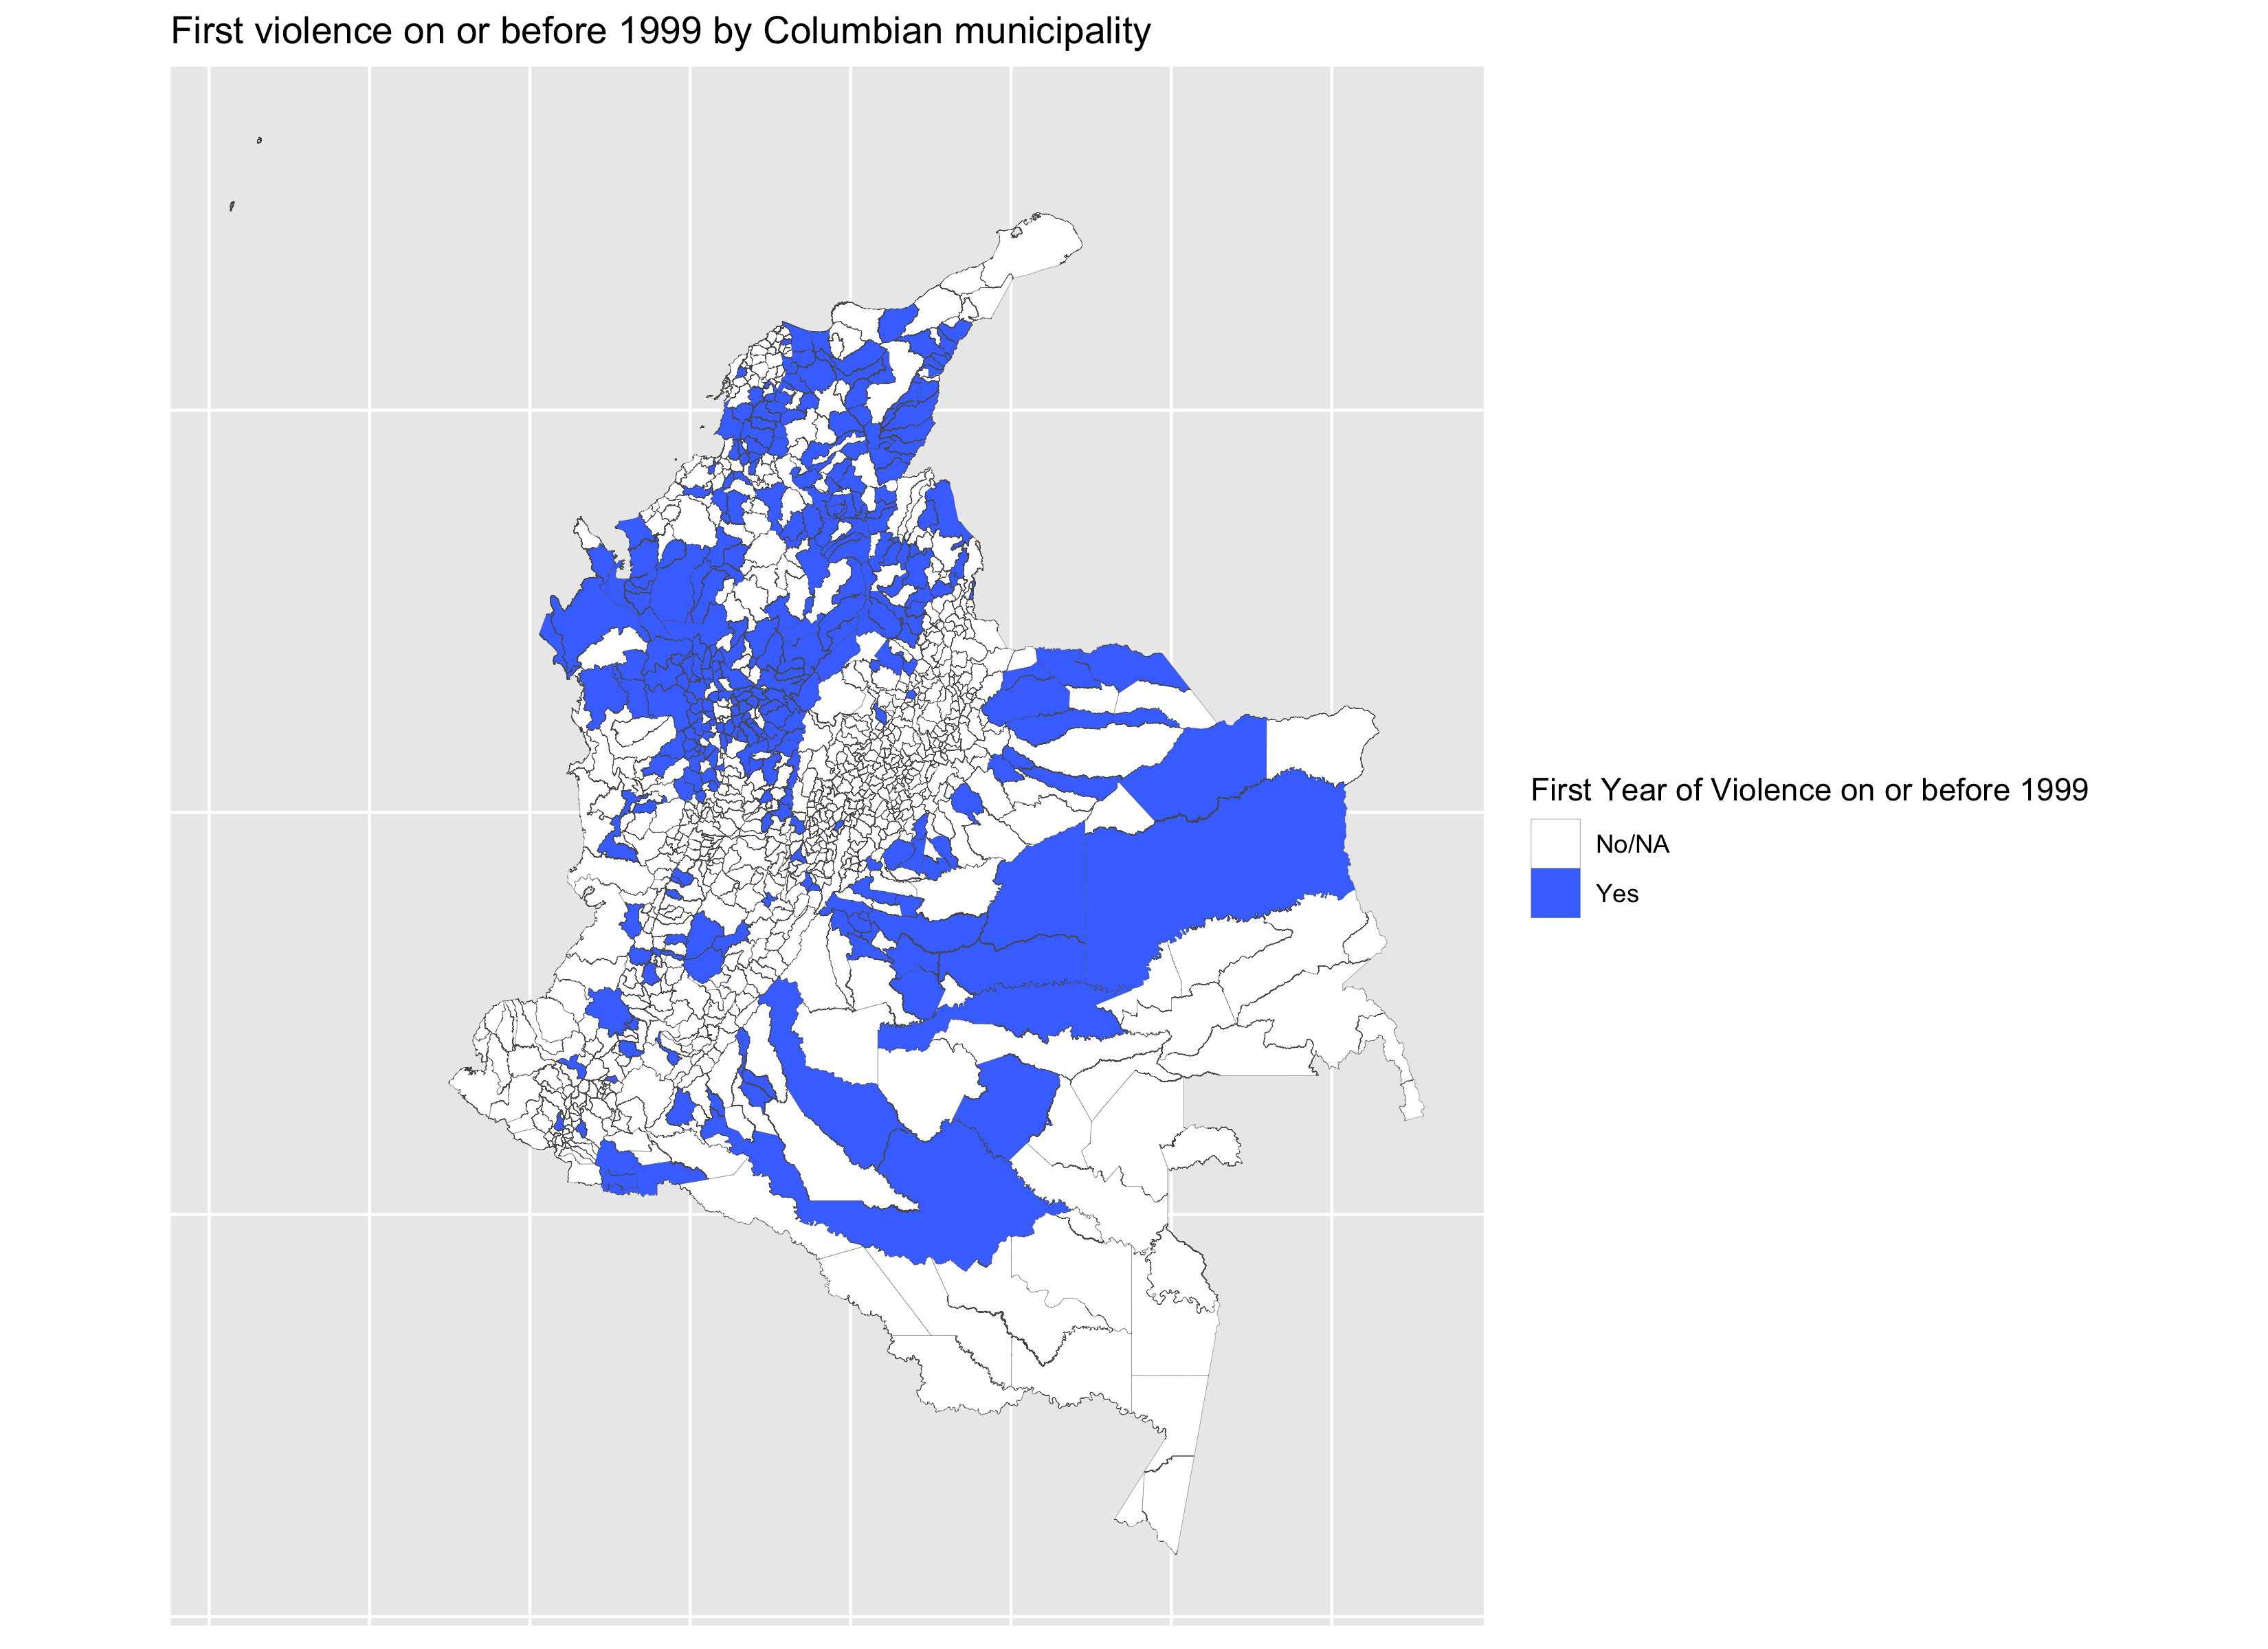 First violence on or before 1999 by Columbian municipality
First Year of Violence on or before 1999
No/NA
Yes